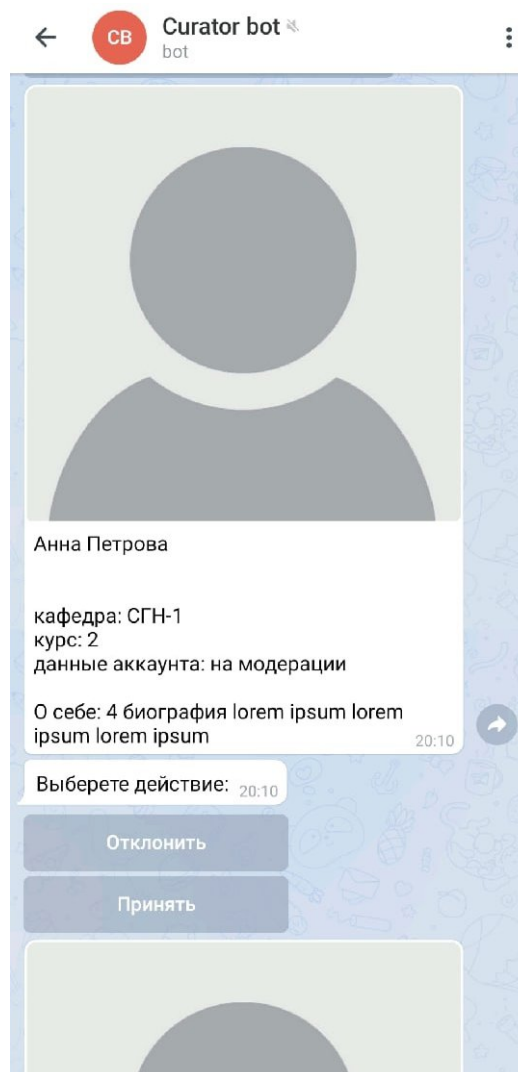 CB
Curator bot
bot
Анна Петрова
кафедра: СГН-1
курс: 2
данные аккаунта: на модерации
О себе: 4 биография lorem ipsum lorem
ipsum lorem ipsum
20:10
Выберете действие: 20:10
Отклонить
Принять